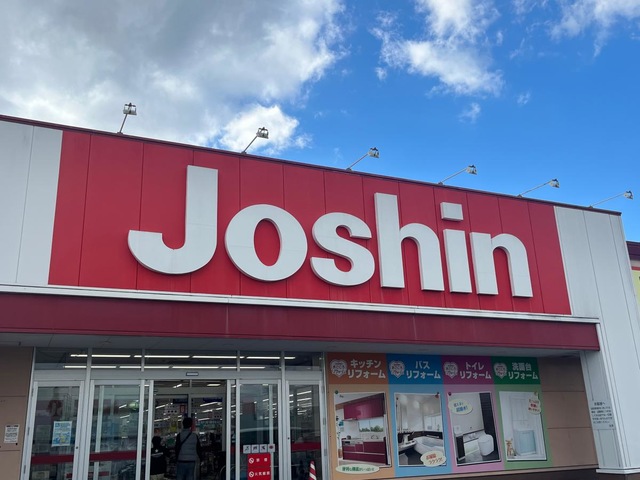 Joshin
キッチン
リフォーム
バス
リフォーム
トイレ
リフォーム
洗面台
リフォーム